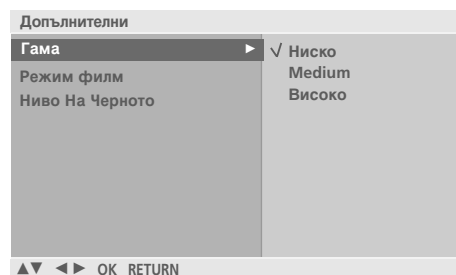 Допълнителни
Гама ►
Режим филм
Ниво На Черното
√ Ниско
Medium
Високо
▲▼ ◄► OK RETURN